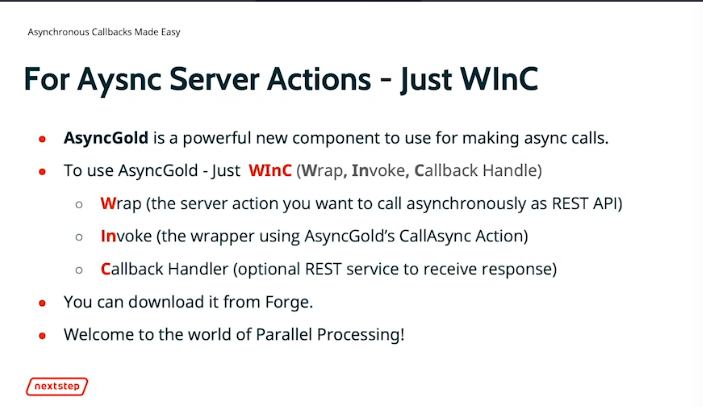 Asynchronous Callbacks Made Easy
For Aysnc Server Actions - Just WInC
AsyncGold is a powerful new component to use for making async calls.
To use AsyncGold - Just WInC (Wrap, Invoke, Callback Handle)
Wrap (the server action you want to call asynchronously as REST API)
Invoke (the wrapper using AsyncGold's CallAsync Action)
Callback Handler (optional REST service to receive response)
You can download it from Forge.
Welcome to the world of Parallel Processing!
nextstep